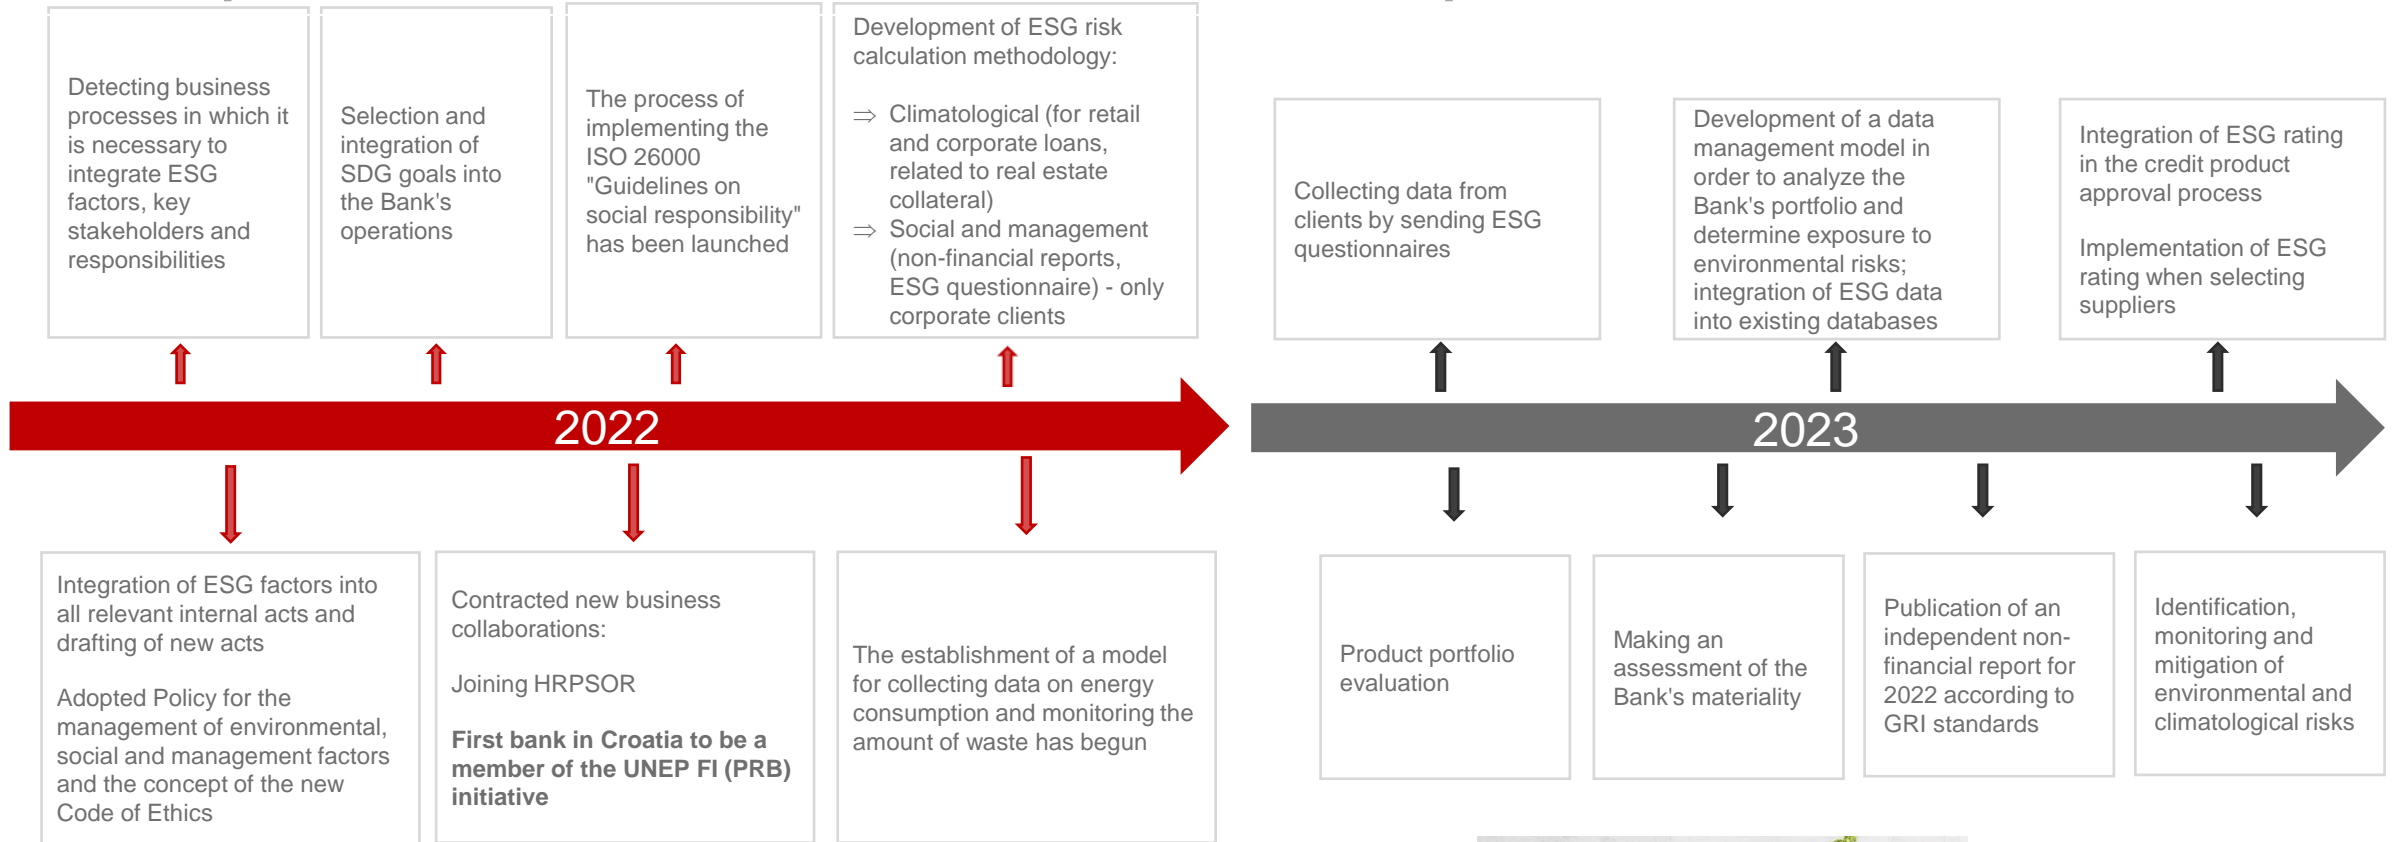 Detecting business
processes in which it
is necessary to
integrate ESG
factors, key
stakeholders and
responsibilities
Selection and
integration of
SDG goals into
the Bank's
operations
The process of
implementing the
ISO 26000
"Guidelines on
social responsibility"
has been launched
Development of ESG risk
calculation methodology:
⇒ Climatological (for retail
and corporate loans,
related to real estate
collateral)
⇒ Social and management
(non-financial reports,
ESG questionnaire) - only
corporate clients
Collecting data from
clients by sending ESG
questionnaires
Development of a data
management model in
order to analyze the
Bank's portfolio and
determine exposure to
environmental risks;
integration of ESG data
into existing databases
Integration of ESG rating
in the credit product
approval process
Implementation of ESG
rating when selecting
suppliers
2022
2023
Integration of ESG factors into
all relevant internal acts and
drafting of new acts
Adopted Policy for the
management of environmental,
social and management factors
and the concept of the new
Code of Ethics
Contracted new business
collaborations:
Joining HRPSOR
First bank in Croatia to be a
member of the UNEP FI (PRB)
initiative
The establishment of a model
for collecting data on energy
consumption and monitoring the
amount of waste has begun
Product portfolio
evaluation
Making an
assessment of the
Bank's materiality
Publication of an
independent non-
financial report for
2022 according to
GRI standards
Identification,
monitoring and
mitigation of
environmental and
climatological risks